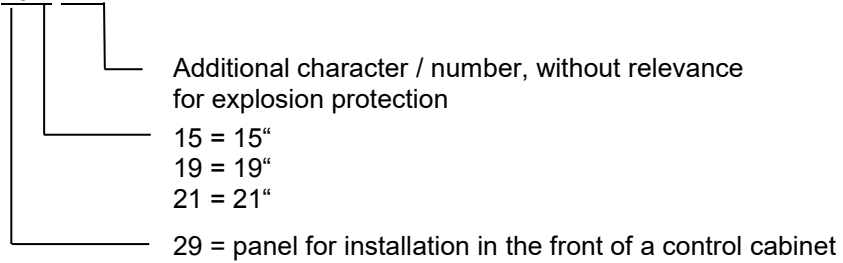 Additional character / number, without relevance
for explosion protection
15 = 15“
19 = 19“
21 = 21“
29 = panel for installation in the front of a control cabinet